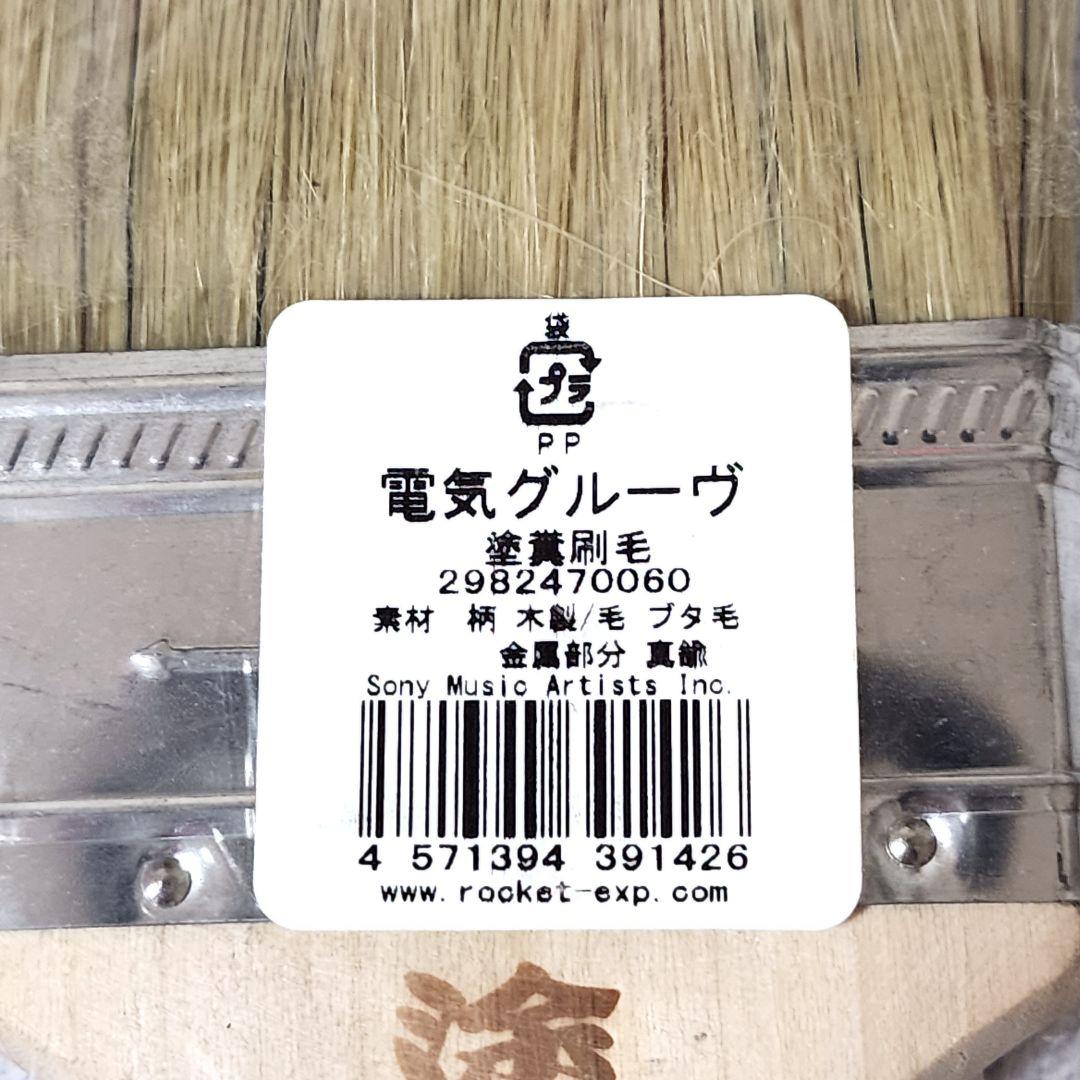 袋
プラ
PP
電気グルーヴ
塗糞刷毛
2982470060
素材 柄 木製/毛 ブタ毛
金属部分 真鍮
Sony Music Artists Inc.
4 571394 391426
www.rocket-exp.com
塗